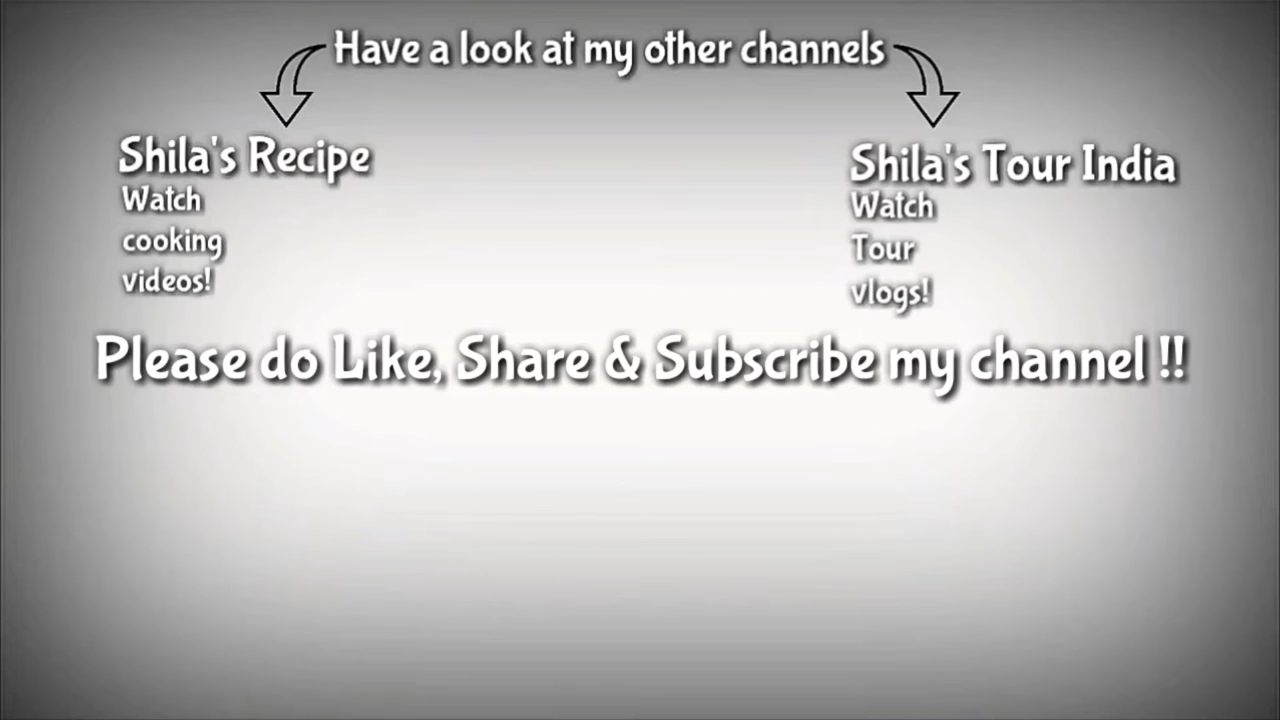 Have a look at my other channels
Shila's Recipe
Watch
cooking
videos!
Shila's Tour India
Watch
Tour
vlogs!
Please do Like, Share & Subscribe my channel !!